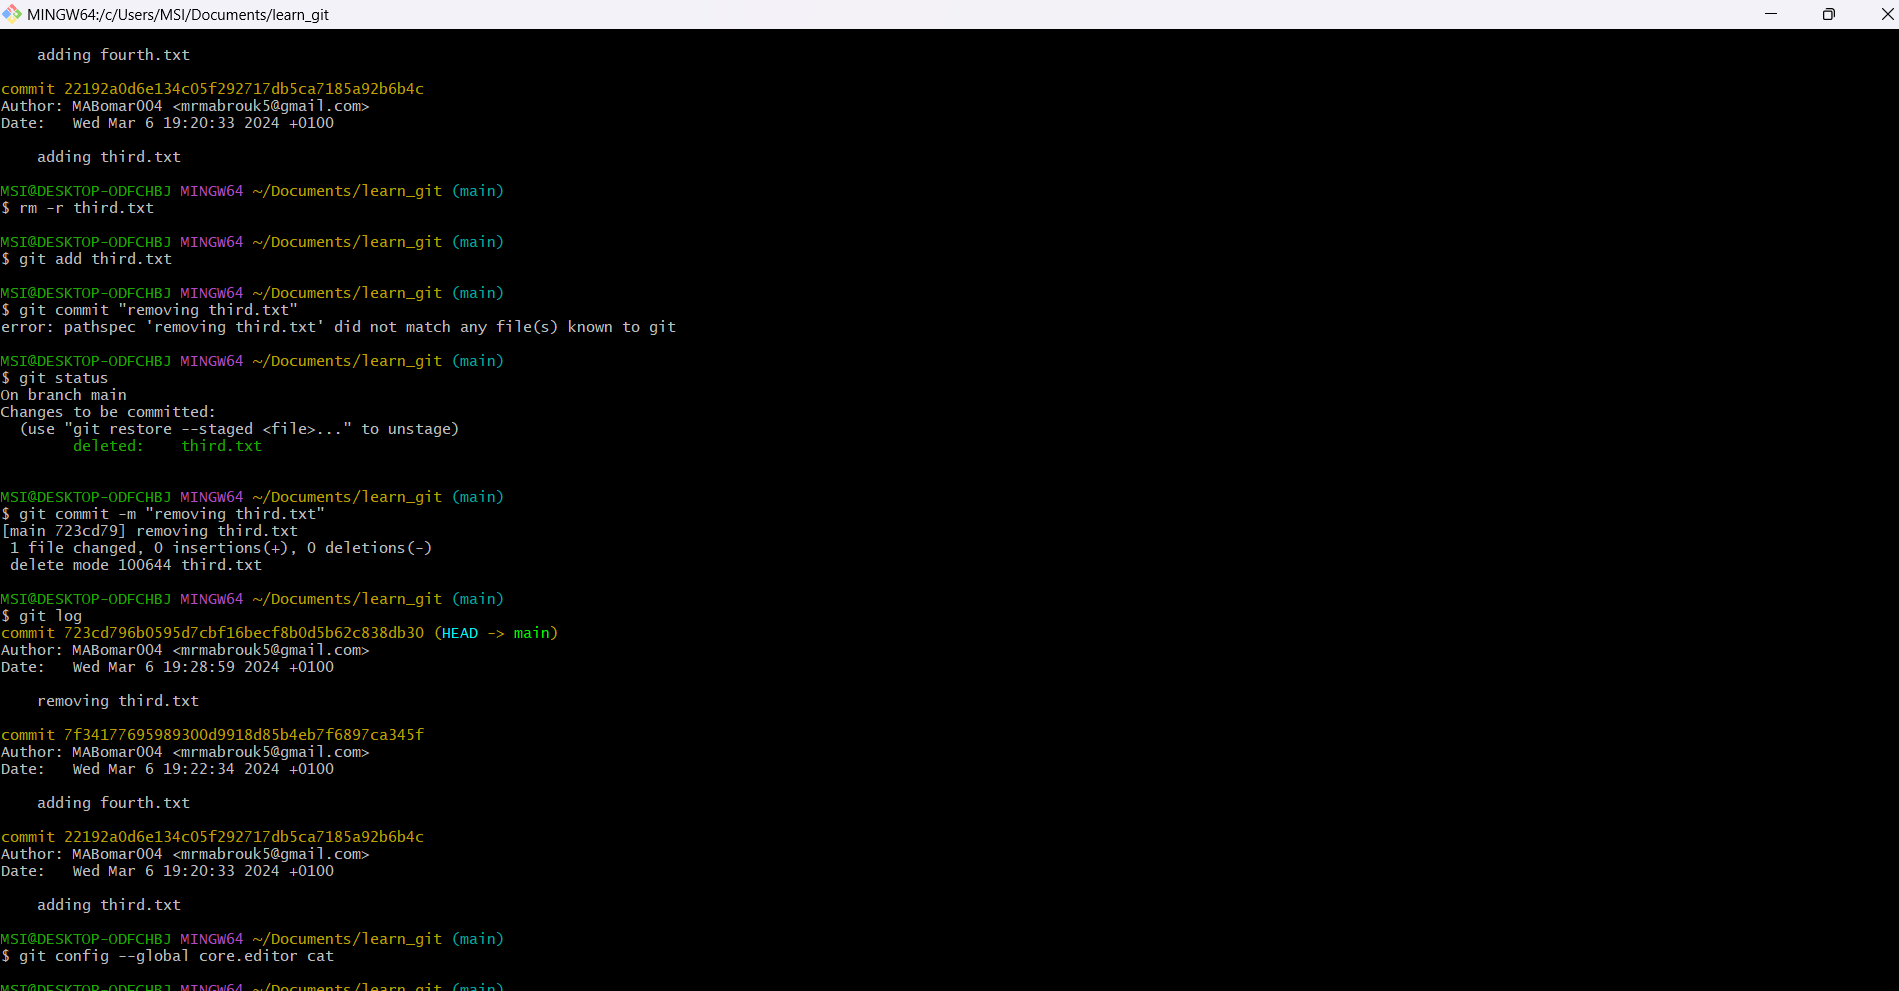 MINGW64:/c/Users/MSI/Documents/learn_git
adding fourth.txt
commit 22192a0d6e134c05f292717db5ca7185a92b6b4c
Author: MABomar004 <mrmabrouk5@gmail.com>
Date:   Wed Mar 6 19:20:33 2024 +0100
adding third.txt
MSI@DESKTOP-ODFCHBJ MINGW64 ~/Documents/learn_git (main)
$ rm -r third.txt
MSI@DESKTOP-ODFCHBJ MINGW64 ~/Documents/learn_git (main)
$ git add third.txt
MSI@DESKTOP-ODFCHBJ MINGW64 ~/Documents/learn_git (main)
$ git commit "removing third.txt"
error: pathspec 'removing third.txt' did not match any file(s) known to git
MSI@DESKTOP-ODFCHBJ MINGW64 ~/Documents/learn_git (main)
$ git status
On branch main
Changes to be committed:
  (use "git restore --staged <file>..." to unstage)
        deleted:    third.txt
MSI@DESKTOP-ODFCHBJ MINGW64 ~/Documents/learn_git (main)
$ git commit -m "removing third.txt"
[main 723cd79] removing third.txt
 1 file changed, 0 insertions(+), 0 deletions(-)
 delete mode 100644 third.txt
MSI@DESKTOP-ODFCHBJ MINGW64 ~/Documents/learn_git (main)
$ git log
commit 723cd796b0595d7cbf16becf8b0d5b62c838db30 (HEAD -> main)
Author: MABomar004 <mrmabrouk5@gmail.com>
Date:   Wed Mar 6 19:28:59 2024 +0100
removing third.txt
commit 7f34177695989300d9918d85b4eb7f6897ca345f
Author: MABomar004 <mrmabrouk5@gmail.com>
Date:   Wed Mar 6 19:22:34 2024 +0100
adding fourth.txt
commit 22192a0d6e134c05f292717db5ca7185a92b6b4c
Author: MABomar004 <mrmabrouk5@gmail.com>
Date:   Wed Mar 6 19:20:33 2024 +0100
adding third.txt
MSI@DESKTOP-ODFCHBJ MINGW64 ~/Documents/learn_git (main)
$ git config --global core.editor cat
MSI@DESKTOP-ODFCHBJ MINGW64 ~/Documents/learn_git (main)